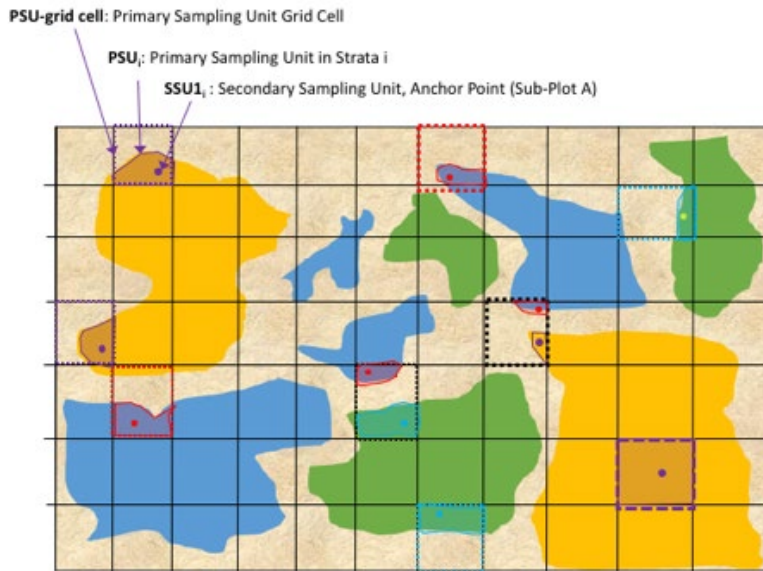 PSU-grid cell: Primary Sampling Unit Grid Cell
PSUi: Primary Sampling Unit in Strata i
SSU1i : Secondary Sampling Unit, Anchor Point (Sub-Plot A)